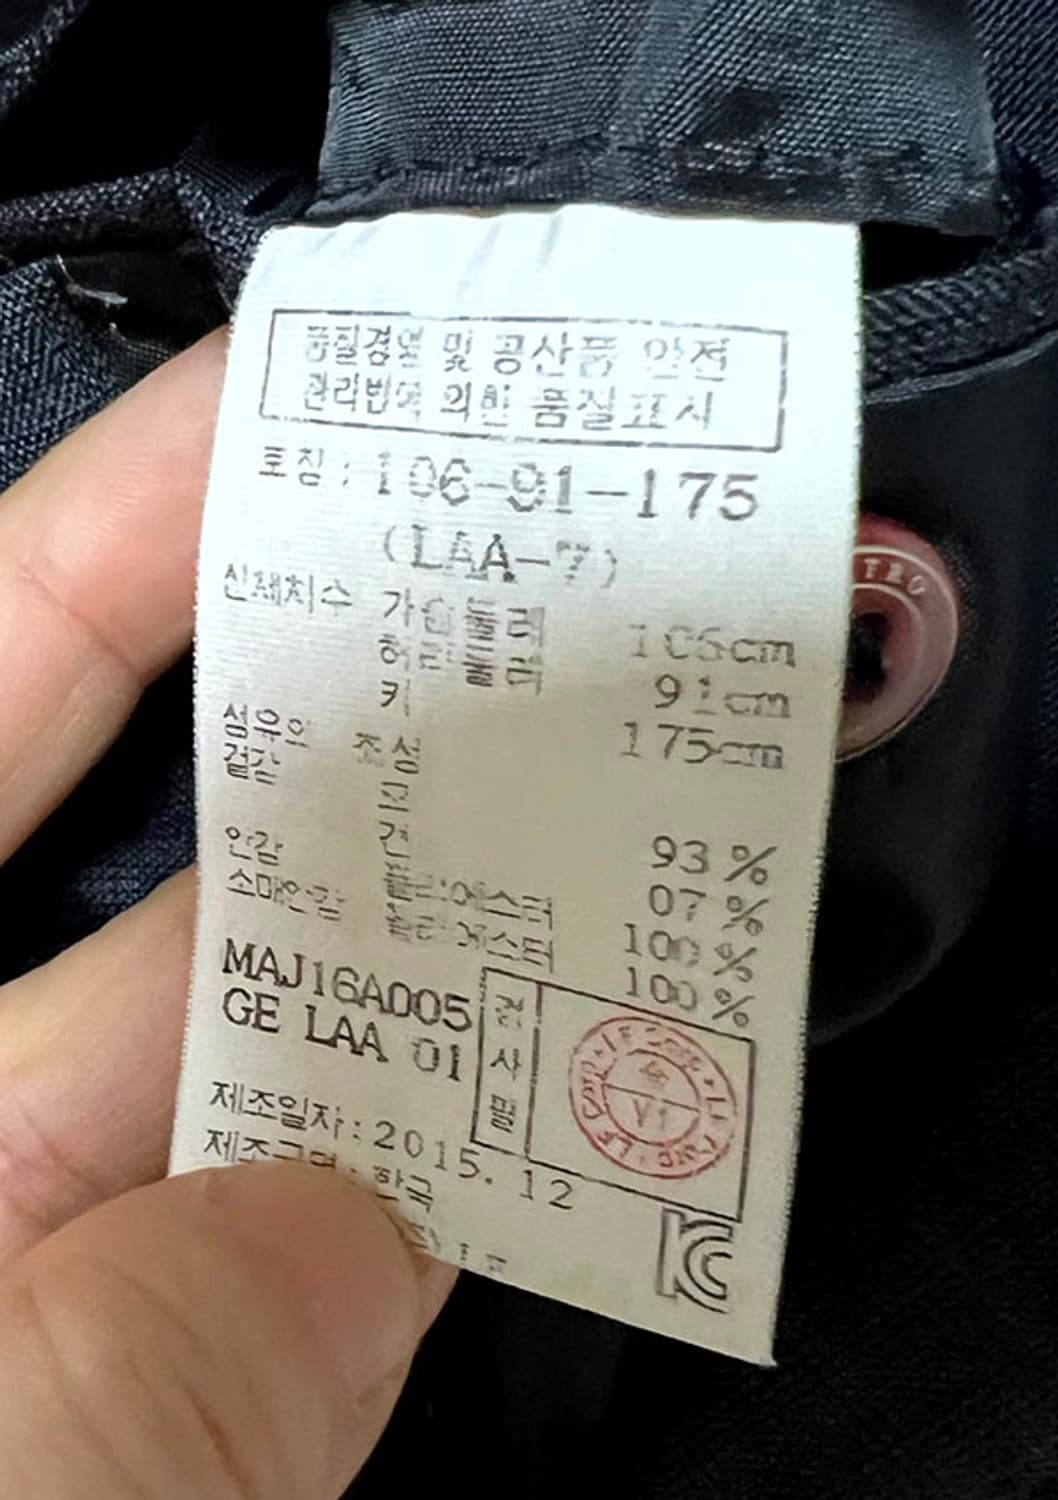 품질경영 및 공산품 안전
관리법에 의한 품질표시
호칭 : 106-91-175
(LAA-7)
신체치수 가슴둘레 106cm
허리둘레 91cm
키 175cm
섬유의 조성
겉감
93 %
07 %
안감 폴리에스터 100 %
소매안감 폴리에스터 100 %
MAJ16A005
GE LAA 01
검사필
V1
제조일자 : 2015. 12
제조국명 : 한국
KC
TRO